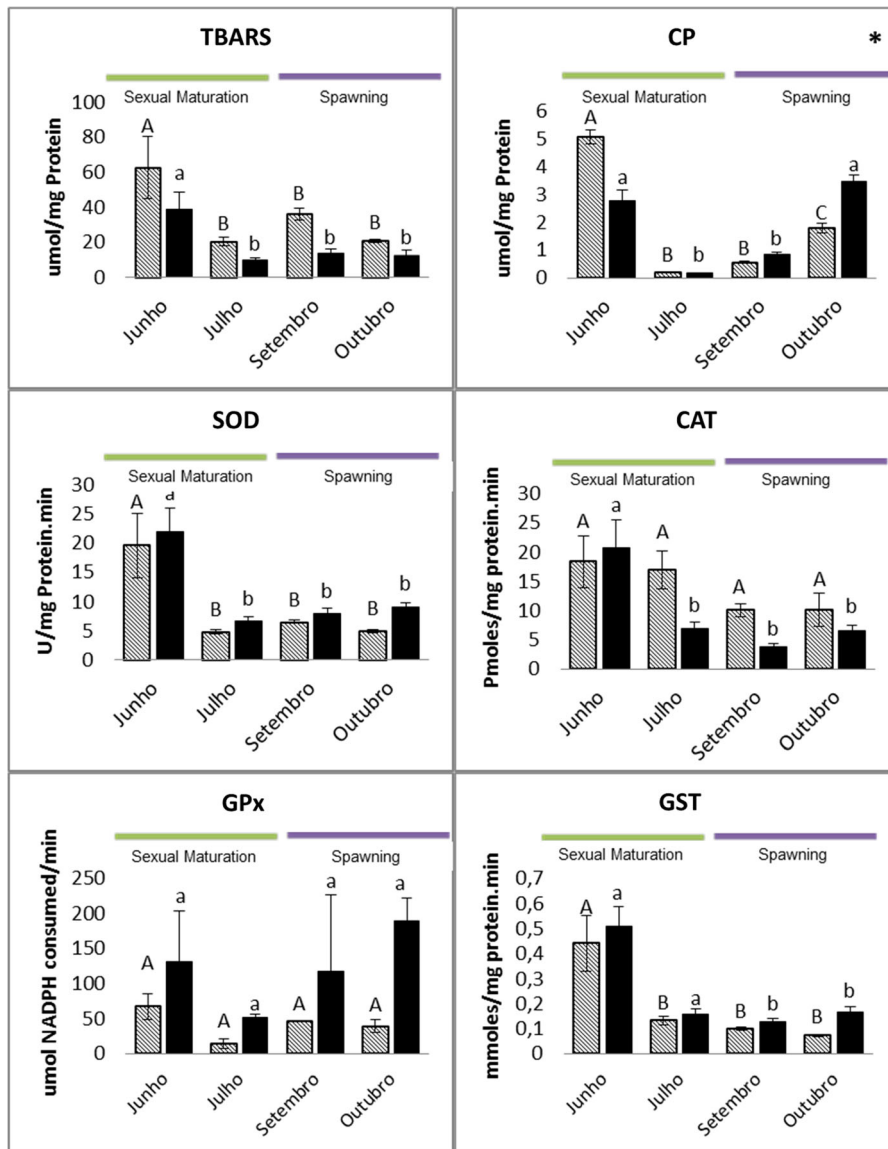 TBARS
Sexual Maturation Spawning
umol/mg Protein
100
80
60
40
20
0
A a B b B b B b
Junho Julho Setembro Outubro
CP *
Sexual Maturation Spawning
umol/mg Protein
6
5
4
3
2
1
0
A a B b B b C a
Junho Julho Setembro Outubro
SOD
Sexual Maturation Spawning
U/mg Protein.min
30
25
20
15
10
5
0
A a B b B b B b
Junho Julho Setembro Outubro
CAT
Sexual Maturation Spawning
Pmoles/mg protein.min
30
25
20
15
10
5
0
A a A b A b A b
Junho Julho Setembro Outubro
GPx
Sexual Maturation Spawning
umol NADPH consumed/min
250
200
150
100
50
0
A a A a A a A a
Junho Julho Setembro Outubro
GST
Sexual Maturation Spawning
mmoles/mg protein.min
0,7
0,6
0,5
0,4
0,3
0,2
0,1
0
A a B a B b B b
Junho Julho Setembro Outubro